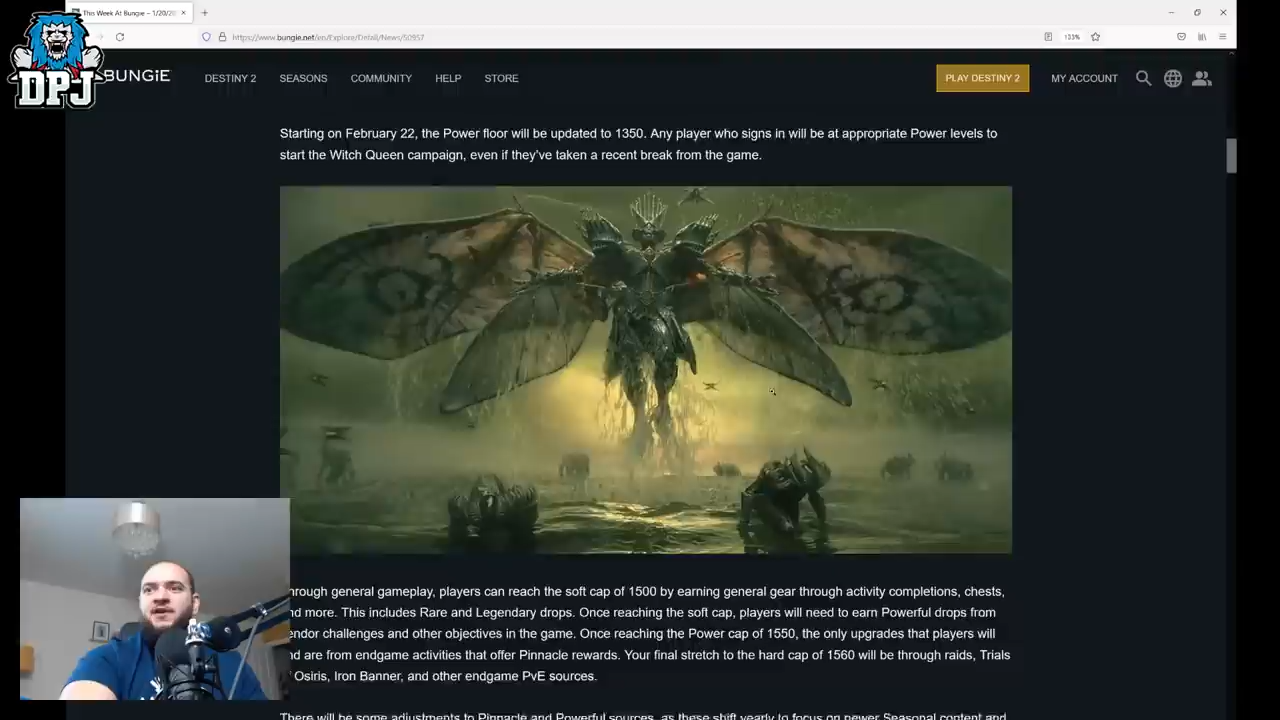 This Week At Bungie – 1/20/20
https://www.bungie.net/en/Explore/Detail/News/50957
133%
DPJ
BUNGIE
DESTINY 2
SEASONS
COMMUNITY
HELP
STORE
PLAY DESTINY 2
MY ACCOUNT
Starting on February 22, the Power floor will be updated to 1350. Any player who signs in will be at appropriate Power levels to
start the Witch Queen campaign, even if they've taken a recent break from the game.
hrough general gameplay, players can reach the soft cap of 1500 by earning general gear through activity completions, chests,
nd more. This includes Rare and Legendary drops. Once reaching the soft cap, players will need to earn Powerful drops from
endor challenges and other objectives in the game. Once reaching the Power cap of 1550, the only upgrades that players will
nd are from endgame activities that offer Pinnacle rewards. Your final stretch to the hard cap of 1560 will be through raids, Trials
Osiris, Iron Banner, and other endgame PvE sources.
There will be some adjustments to Pinnacle and Powerful sources, as these shift yearly to focus on newer Seasonal content and